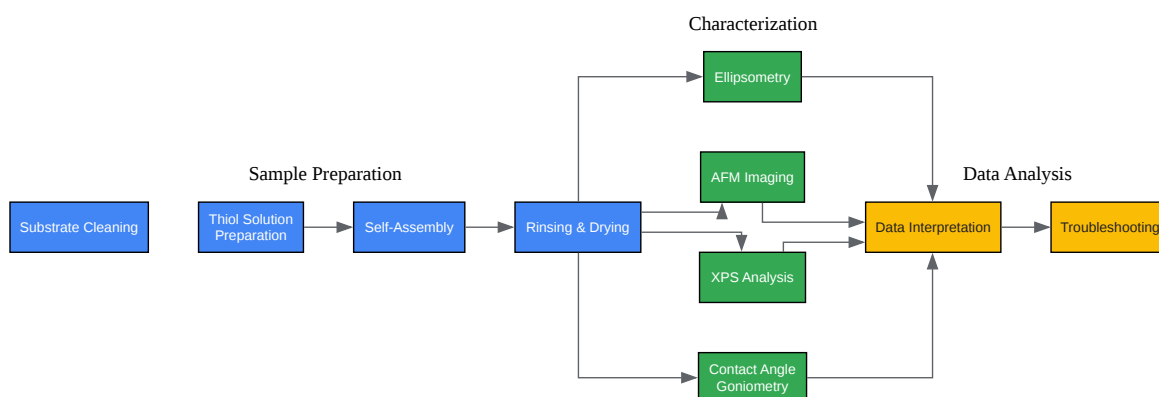 Characterization
Ellipsometry
Sample Preparation
AFM Imaging
Data Analysis
Substrate Cleaning
Thiol Solution
Preparation
Self-Assembly
Rinsing & Drying
Data Interpretation
Troubleshooting
XPS Analysis
Contact Angle
Goniometry